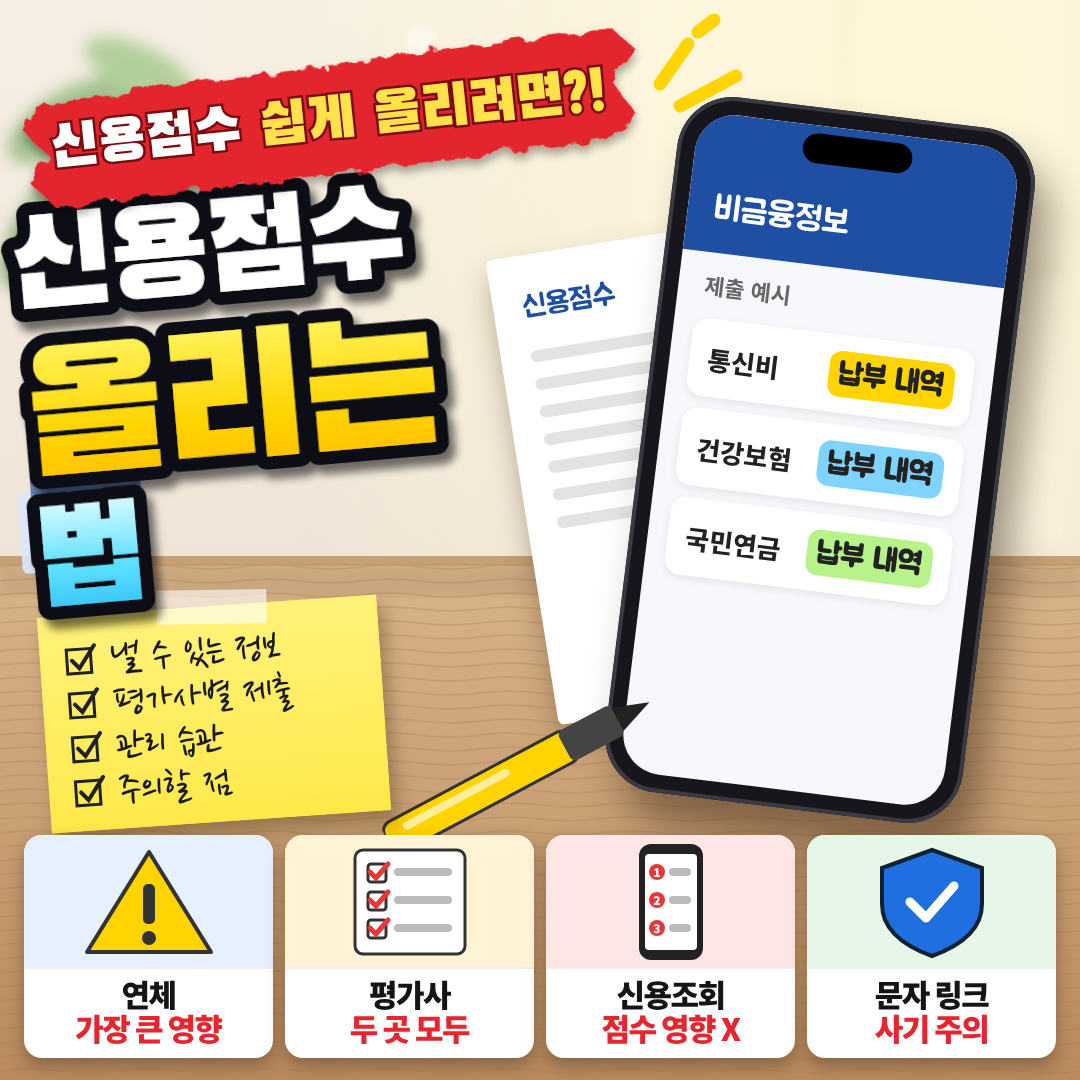 신용점수 쉽게 올리려면?!
신용점수
올리는
법
신용점수
비금융정보
제출 예시
통신비 납부 내역
건강보험 납부 내역
국민연금 납부 내역
낼 수 있는 정보
평가사별 제출
관리 습관
주의할 점
연체
가장 큰 영향
평가사
두 곳 모두
1
2
3
신용조회
점수 영향 X
문자 링크
사기 주의